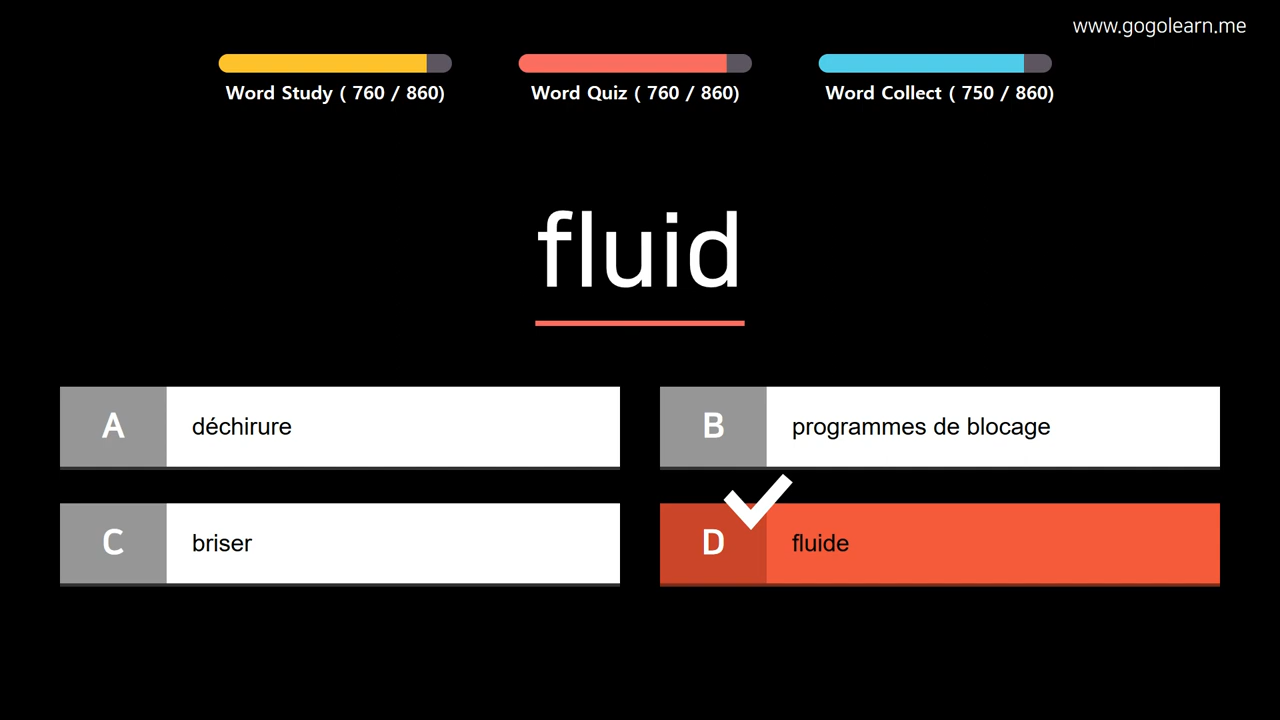 www.gogolearn.me
Word Study ( 760 / 860)
Word Quiz ( 760 / 860)
Word Collect ( 750 / 860)
fluid
A
déchirure
B
programmes de blocage
C
briser
D
fluide